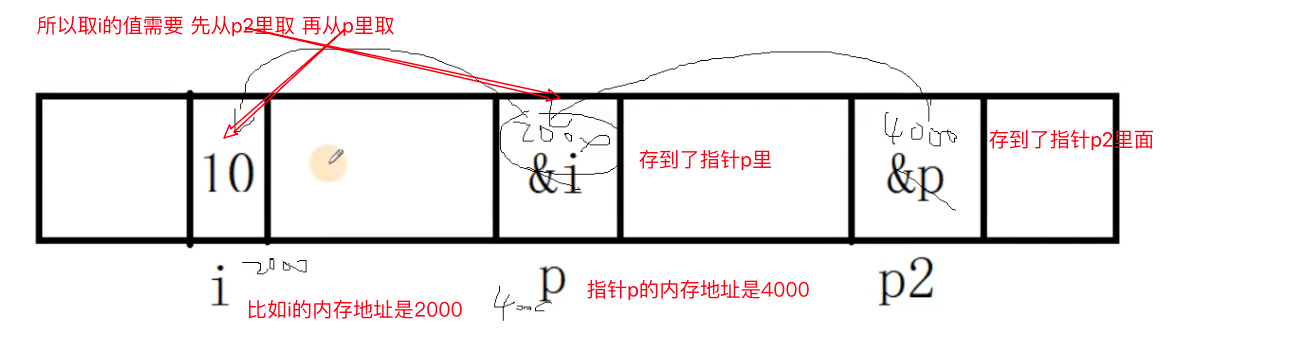 所以取i的值需要 先从p2里取 再从p里取
10
2000
&i
存到了指针p里
4000
&p
存到了指针p2里面
i
2000
比如i的内存地址是2000
4000
p
指针p的内存地址是4000
p2